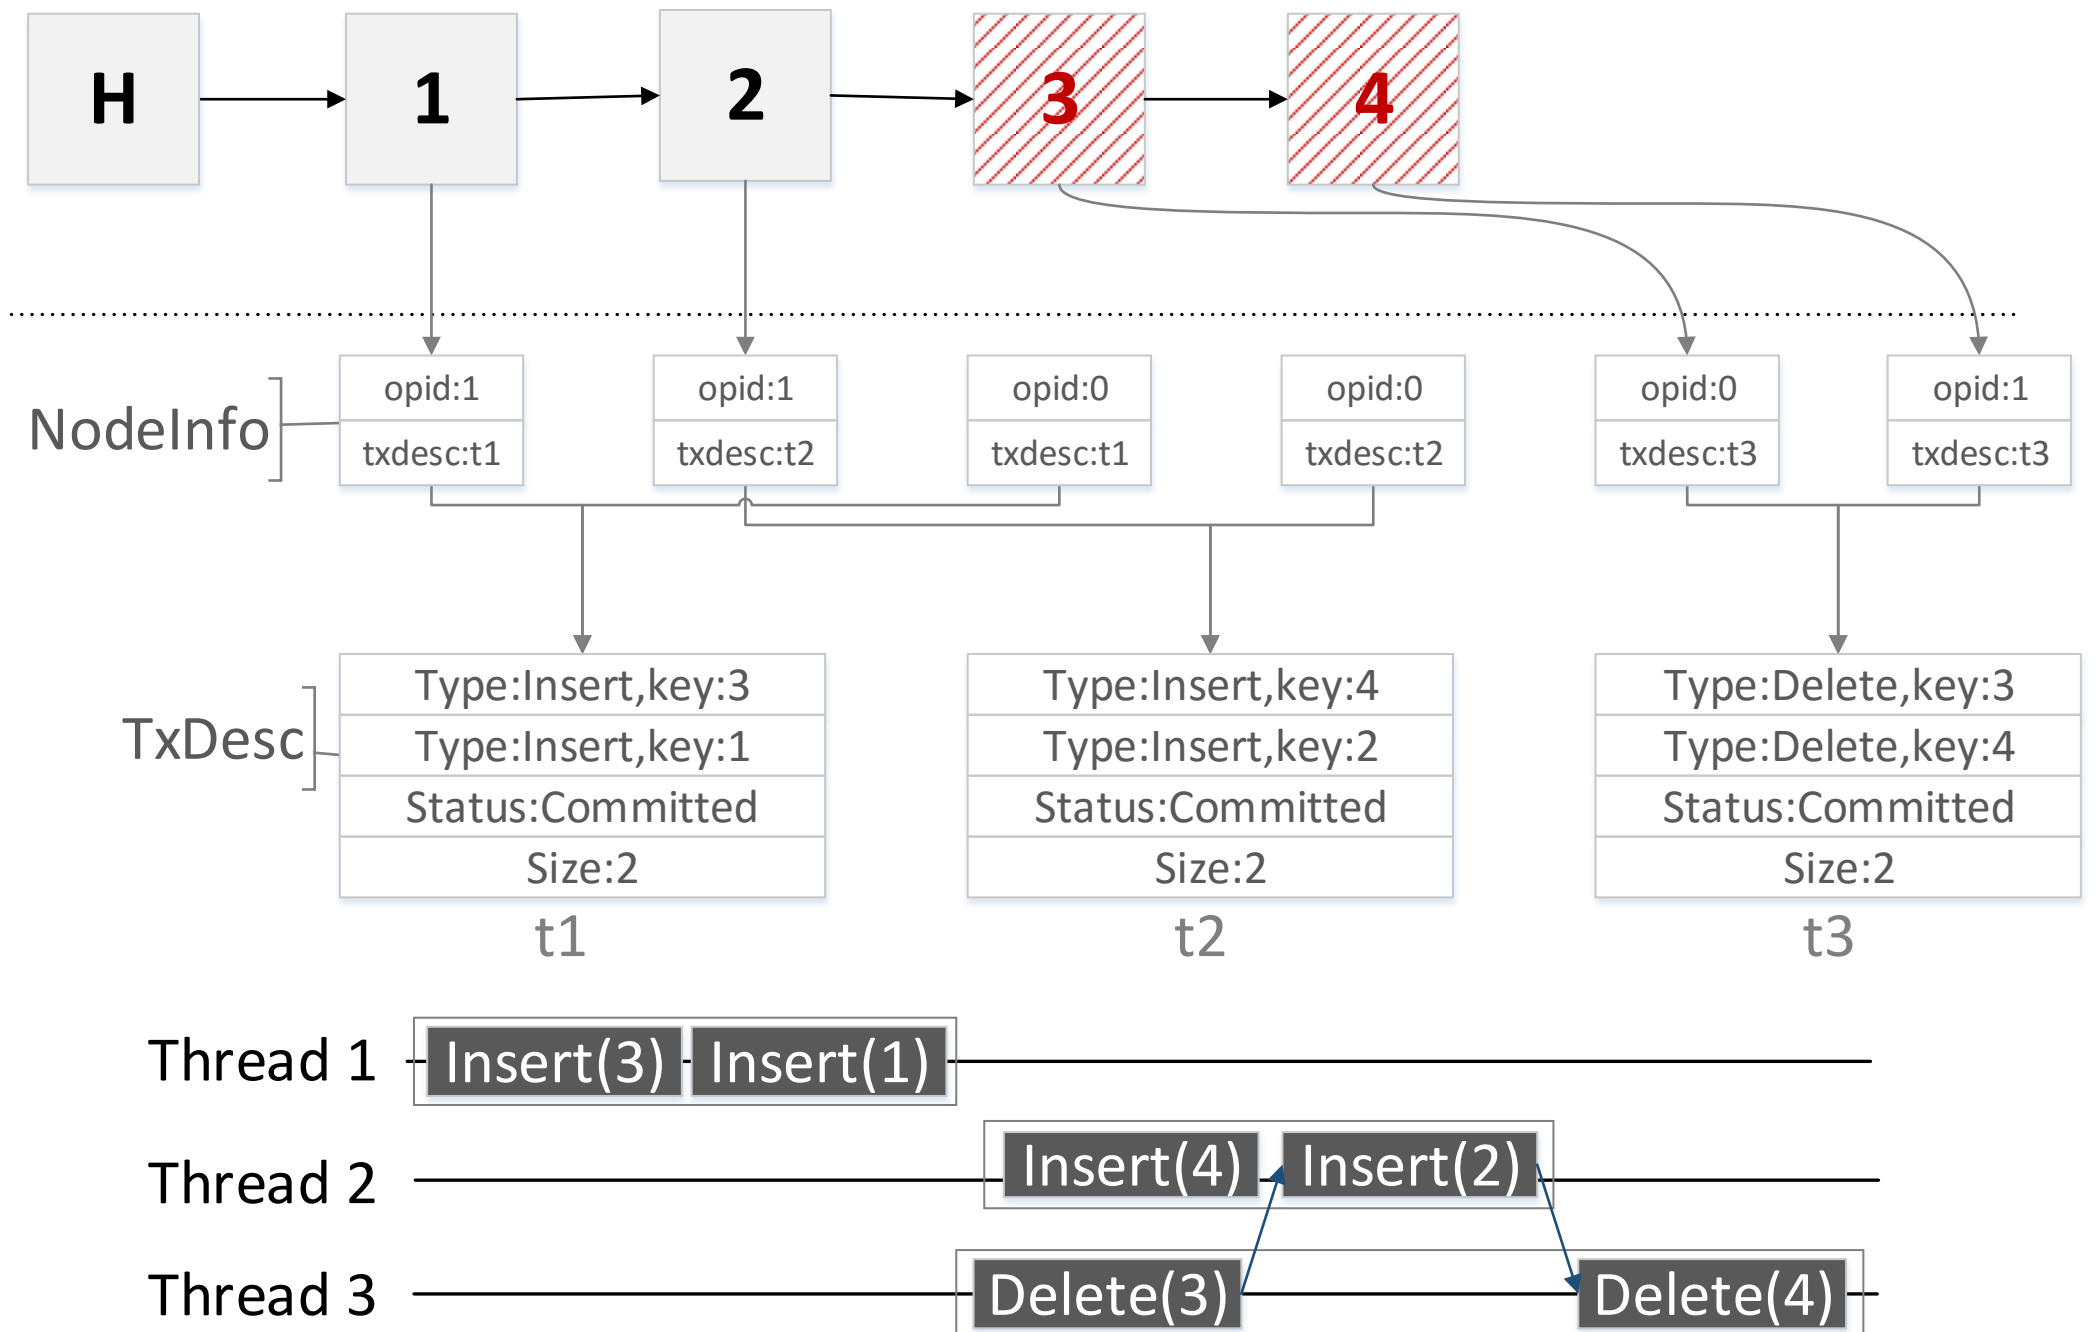 H 1 2 3 4
NodeInfo
opid:1 opid:1 opid:0 opid:0 opid:0 opid:1
txdesc:t1 txdesc:t2 txdesc:t1 txdesc:t2 txdesc:t3 txdesc:t3
TxDesc
Type:Insert,key:3 Type:Insert,key:4 Type:Delete,key:3
Type:Insert,key:1 Type:Insert,key:2 Type:Delete,key:4
Status:Committed Status:Committed Status:Committed
Size:2 Size:2 Size:2
t1 t2 t3
Thread 1 Insert(3) Insert(1)
Thread 2 Insert(4) Insert(2)
Thread 3 Delete(3) Delete(4)